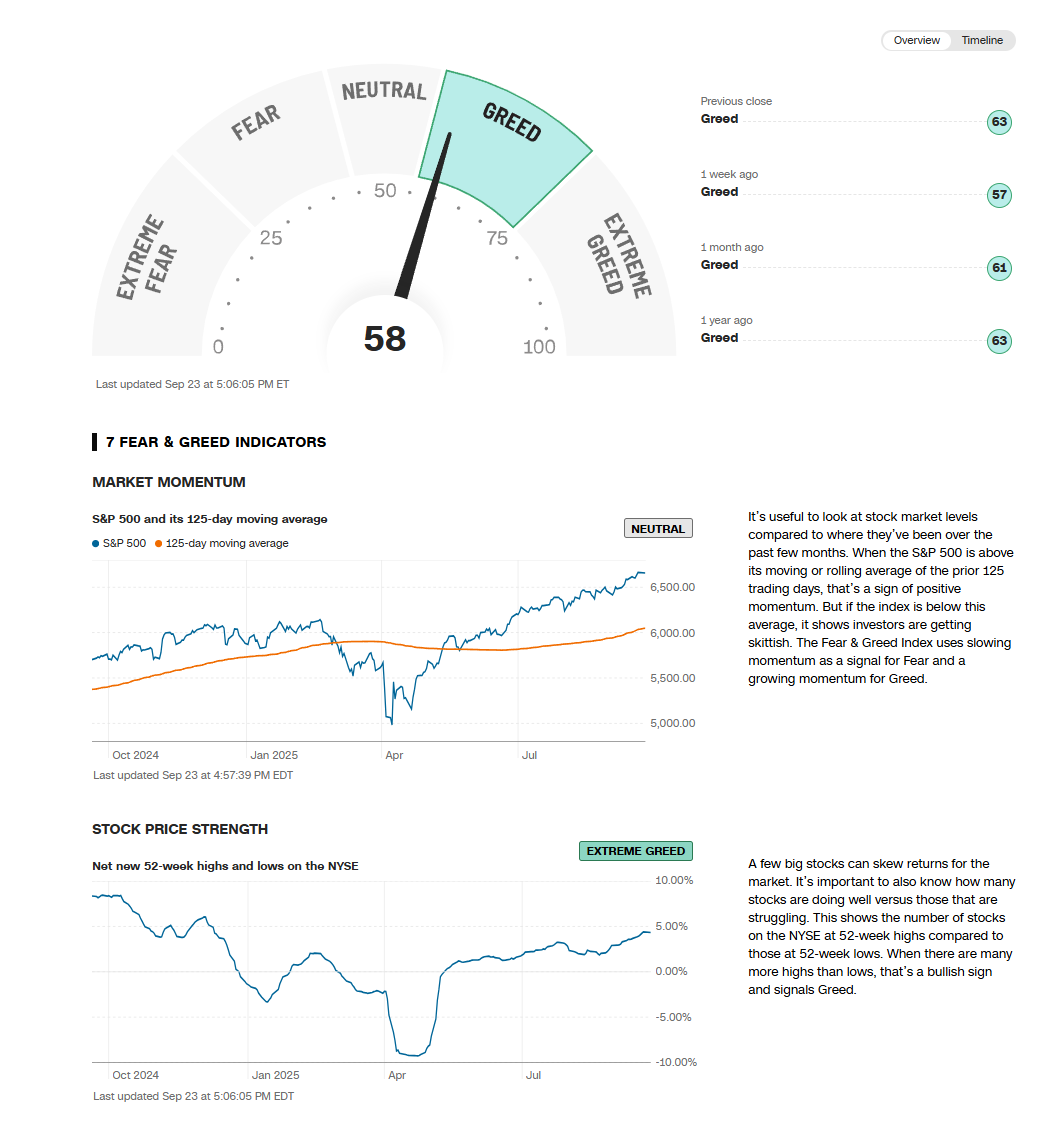 Overview Timeline
EXTREME
FEAR
FEAR
NEUTRAL
GREED
EXTREME
GREED
0
25
50
75
100
58
Last updated Sep 23 at 5:06:05 PM ET
Previous close
Greed 63
1 week ago
Greed 57
1 month ago
Greed 61
1 year ago
Greed 63
7 FEAR & GREED INDICATORS
MARKET MOMENTUM
S&P 500 and its 125-day moving average
NEUTRAL
S&P 500 125-day moving average
6,500.00
6,000.00
5,500.00
5,000.00
Oct 2024 Jan 2025 Apr Jul
Last updated Sep 23 at 4:57:39 PM EDT
It's useful to look at stock market levels
compared to where they've been over the
past few months. When the S&P 500 is above
its moving or rolling average of the prior 125
trading days, that's a sign of positive
momentum. But if the index is below this
average, it shows investors are getting
skittish. The Fear & Greed Index uses slowing
momentum as a signal for Fear and a
growing momentum for Greed.
STOCK PRICE STRENGTH
Net new 52-week highs and lows on the NYSE
EXTREME GREED
10.00%
5.00%
0.00%
-5.00%
-10.00%
Oct 2024 Jan 2025 Apr Jul
Last updated Sep 23 at 5:06:05 PM EDT
A few big stocks can skew returns for the
market. It's important to also know how many
stocks are doing well versus those that are
struggling. This shows the number of stocks
on the NYSE at 52-week highs compared to
those at 52-week lows. When there are many
more highs than lows, that's a bullish sign
and signals Greed.